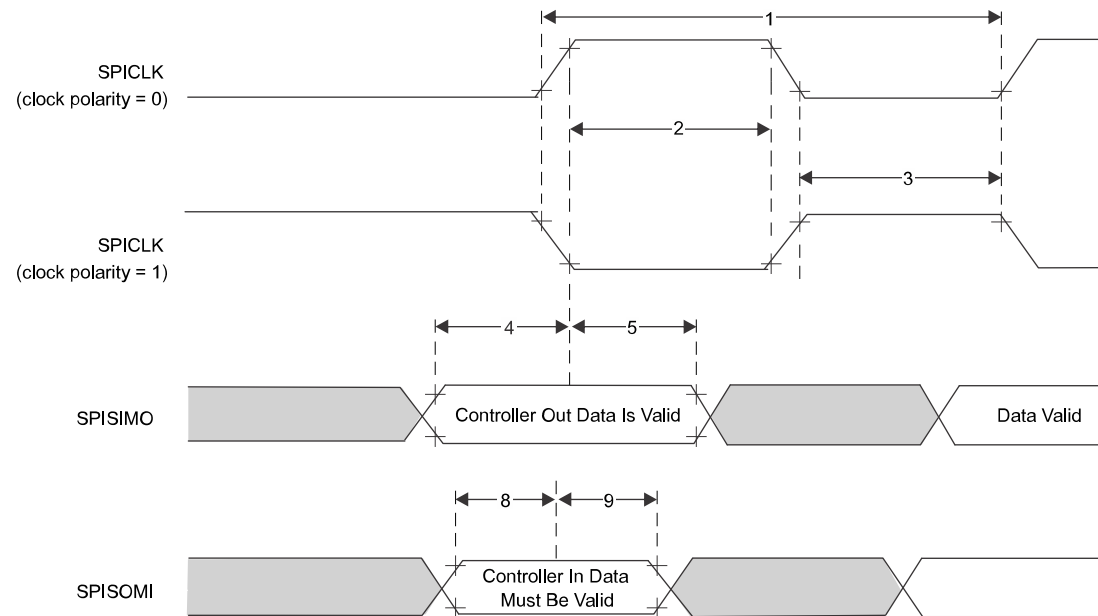 1
SPICLK
(clock polarity = 0)
2
3
SPICLK
(clock polarity = 1)
4
5
SPISIMO
Controller Out Data Is Valid
Data Valid
8
9
SPISOMI
Controller In Data
Must Be Valid